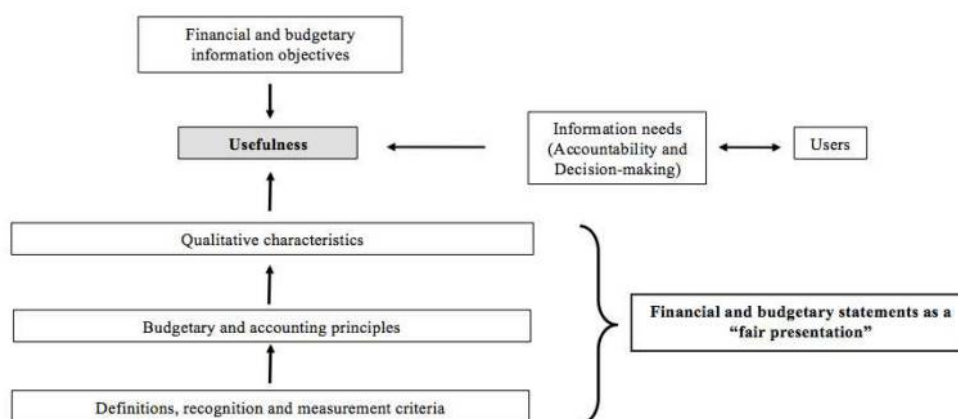 Financial and budgetary
information objectives
Usefulness
Information needs
(Accountability and
Decision-making)
Users
Qualitative characteristics
Budgetary and accounting principles
Financial and budgetary statements as a
“fair presentation”
Definitions, recognition and measurement criteria